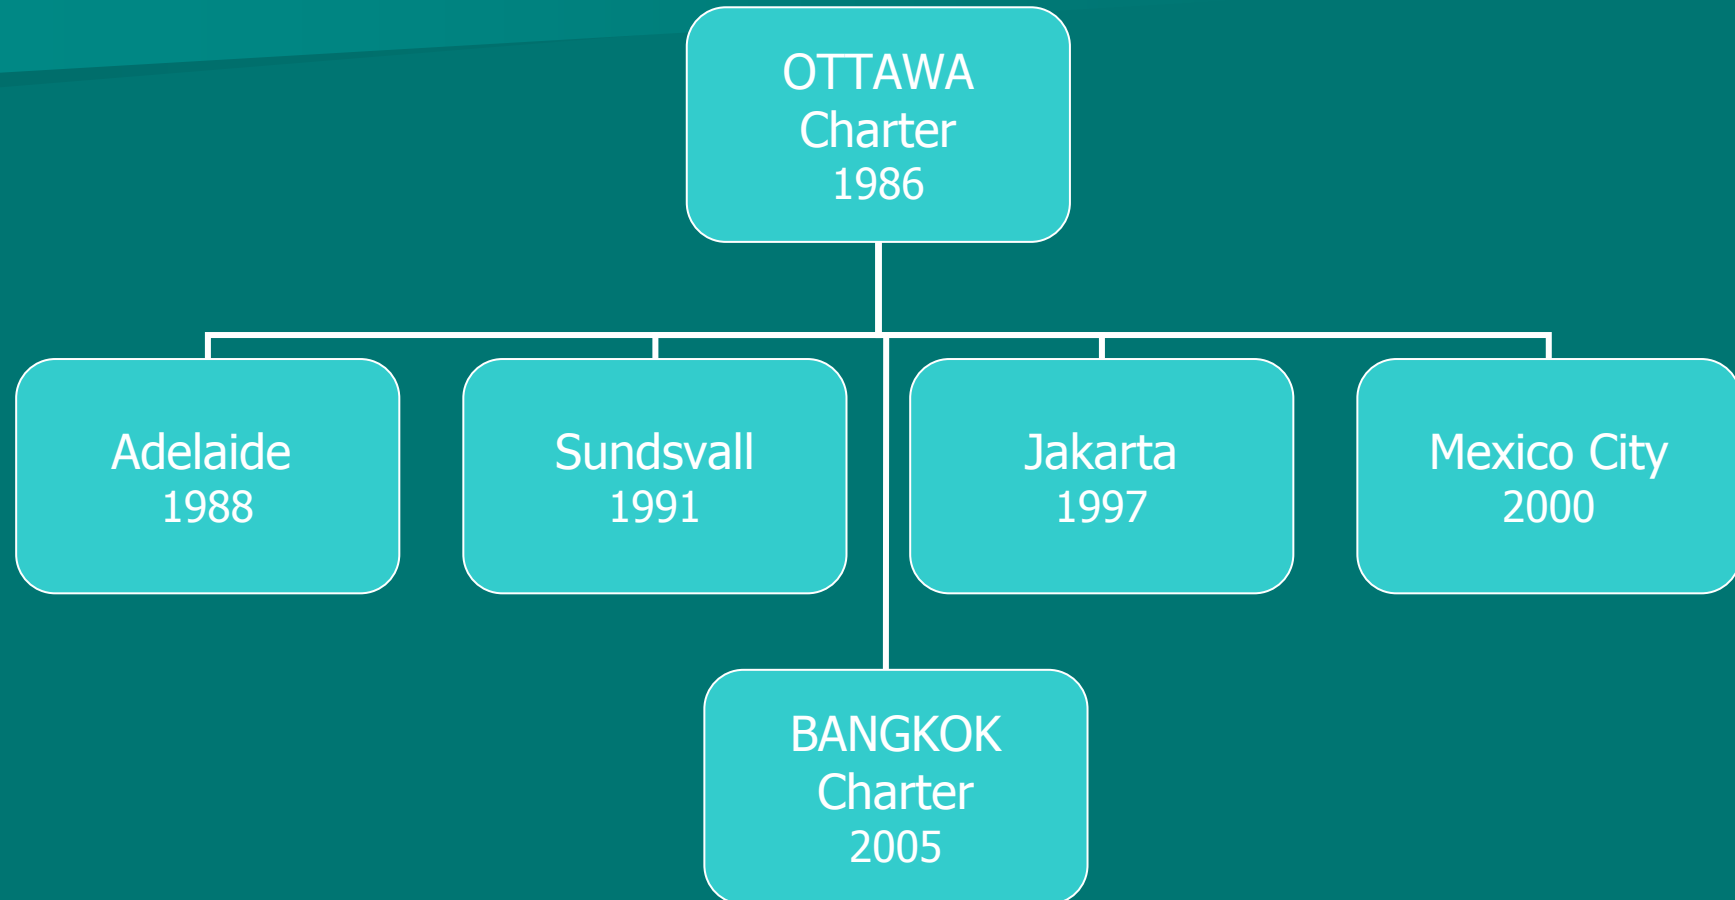 OTTAWA
Charter
1986
Adelaide
1988
Sundsvall
1991
Jakarta
1997
Mexico City
2000
BANGKOK
Charter
2005